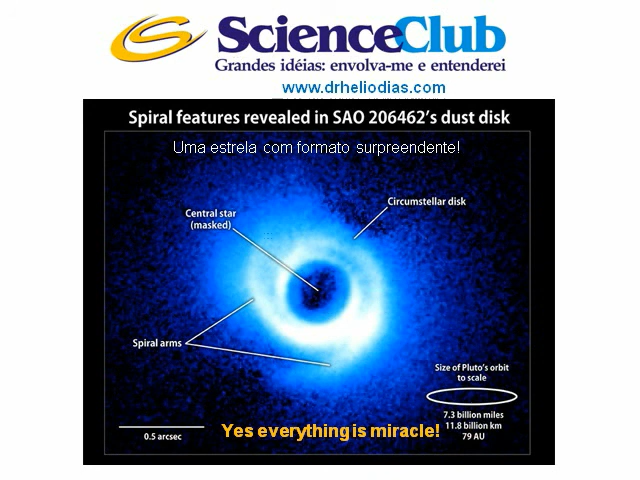 ScienceClub
Grandes idéias: envolva-me e entenderei
www.drheliodias.com
Spiral features revealed in SAO 206462's dust disk
Uma estrela com formato surpreendente!
Circumstellar disk
Central star
(masked)
Spiral arms
Size of Pluto's orbit
to scale
7.3 billion miles
11.8 billion km
79 AU
0.5 arcsec
Yes everything is miracle!